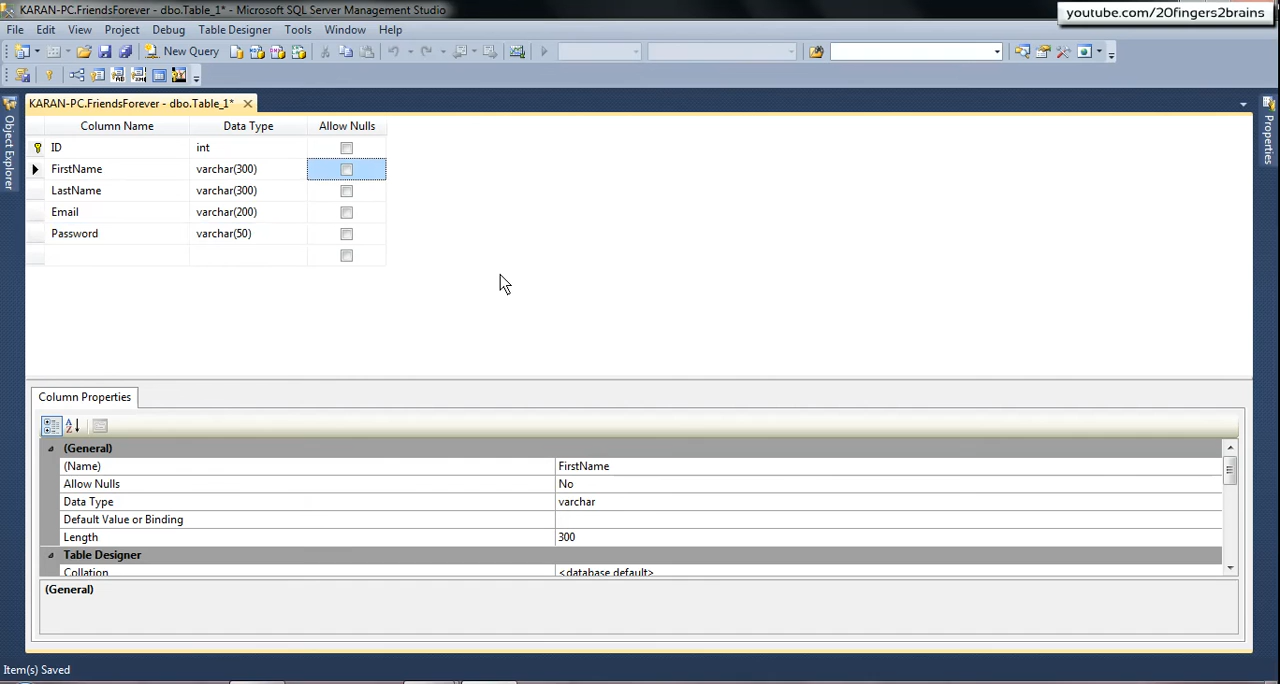 KARAN-PC.FriendsForever - dbo.Table_1* - Microsoft SQL Server Management Studio
youtube.com/20fingers2brains
File Edit View Project Debug Table Designer Tools Window Help
New Query
KARAN-PC.FriendsForever - dbo.Table_1*
Object Explorer
Properties
Column Name Data Type Allow Nulls
ID int
FirstName varchar(300)
LastName varchar(300)
Email varchar(200)
Password varchar(50)
Column Properties
(General)
(Name) FirstName
Allow Nulls No
Data Type varchar
Default Value or Binding
Length 300
Table Designer
Collation <database default>
(General)
Item(s) Saved